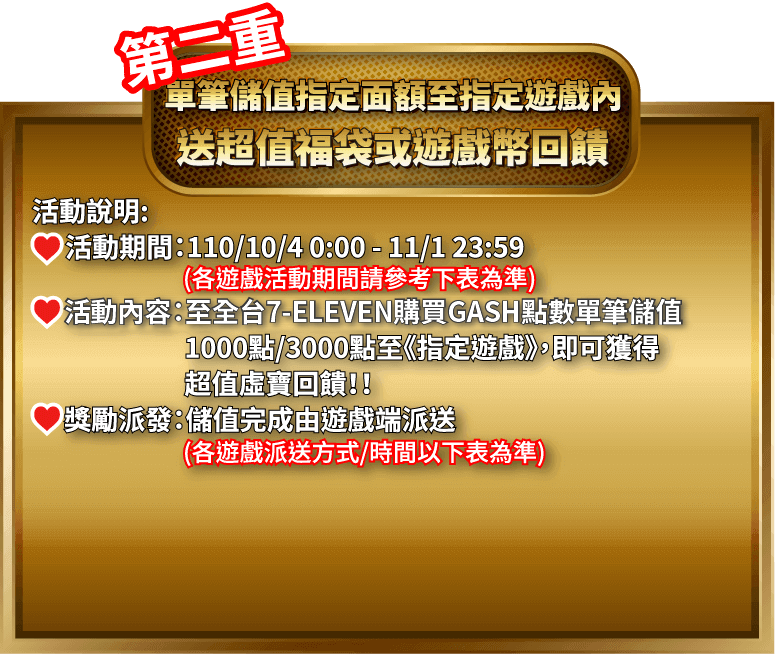 第二重
單筆儲值指定面額至指定遊戲內
送超值福袋或遊戲幣回饋
活動說明:
活動期間：110/10/4 0:00 - 11/1 23:59
(各遊戲活動期間請參考下表為準)
活動內容：至全台7-ELEVEN購買GASH點數單筆儲值
1000點/3000點至《指定遊戲》，即可獲得
超值虛寶回饋！！
獎勵派發：儲值完成由遊戲端派送
(各遊戲派送方式/時間以下表為準)